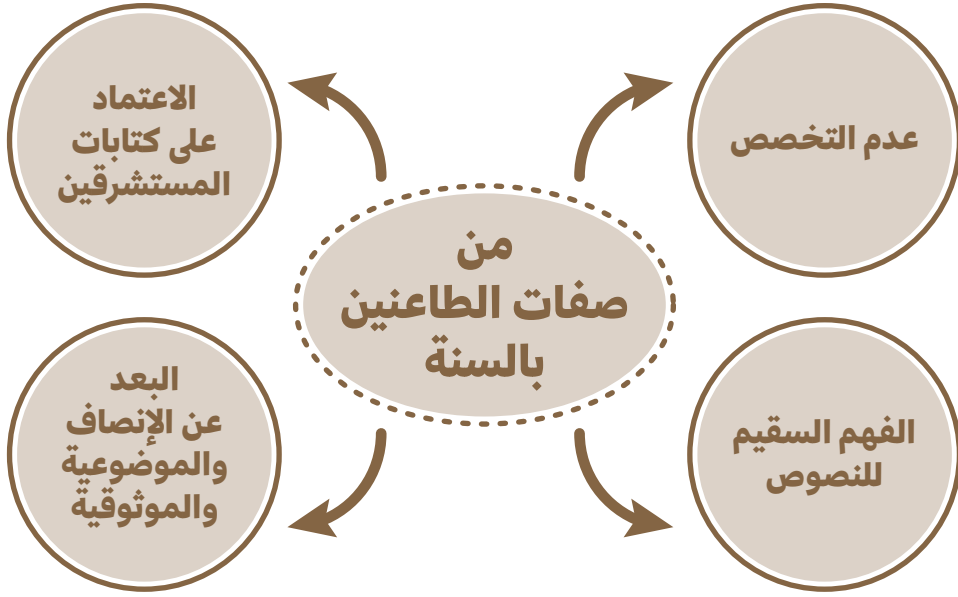 من
صفات الطاعنين
بالسنة
عدم التخصص
الاعتماد
على كتابات
المستشرقين
الفهم السقيم
للنصوص
البعد
عن الإنصاف
والموضوعية
والموثوقية